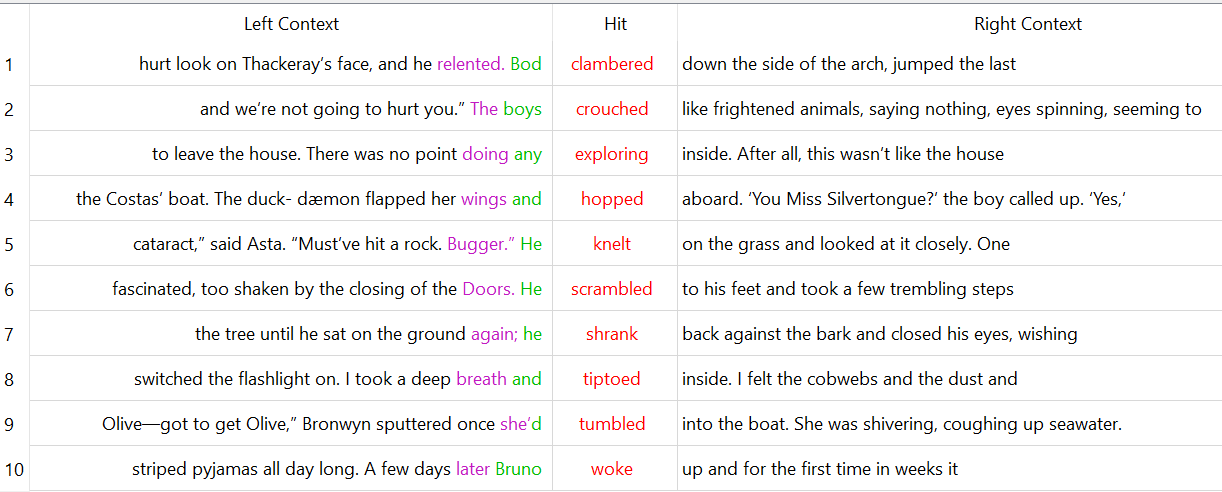 Left Context Hit Right Context
1 hurt look on Thackeray’s face, and he relented. Bod clambered down the side of the arch, jumped the last
2 and we’re not going to hurt you.” The boys crouched like frightened animals, saying nothing, eyes spinning, seeming to
3 to leave the house. There was no point doing any exploring inside. After all, this wasn’t like the house
4 the Costas’ boat. The duck- dæmon flapped her wings and hopped aboard. ‘You Miss Silvertongue?’ the boy called up. ‘Yes,’
5 cataract,” said Asta. “Must’ve hit a rock. Bugger.” He knelt on the grass and looked at it closely. One
6 fascinated, too shaken by the closing of the Doors. He scrambled to his feet and took a few trembling steps
7 the tree until he sat on the ground again; he shrank back against the bark and closed his eyes, wishing
8 switched the flashlight on. I took a deep breath and tiptoed inside. I felt the cobwebs and the dust and
9 Olive—got to get Olive,” Bronwyn sputtered once she’d tumbled into the boat. She was shivering, coughing up seawater.
10 striped pyjamas all day long. A few days later Bruno woke up and for the first time in weeks it